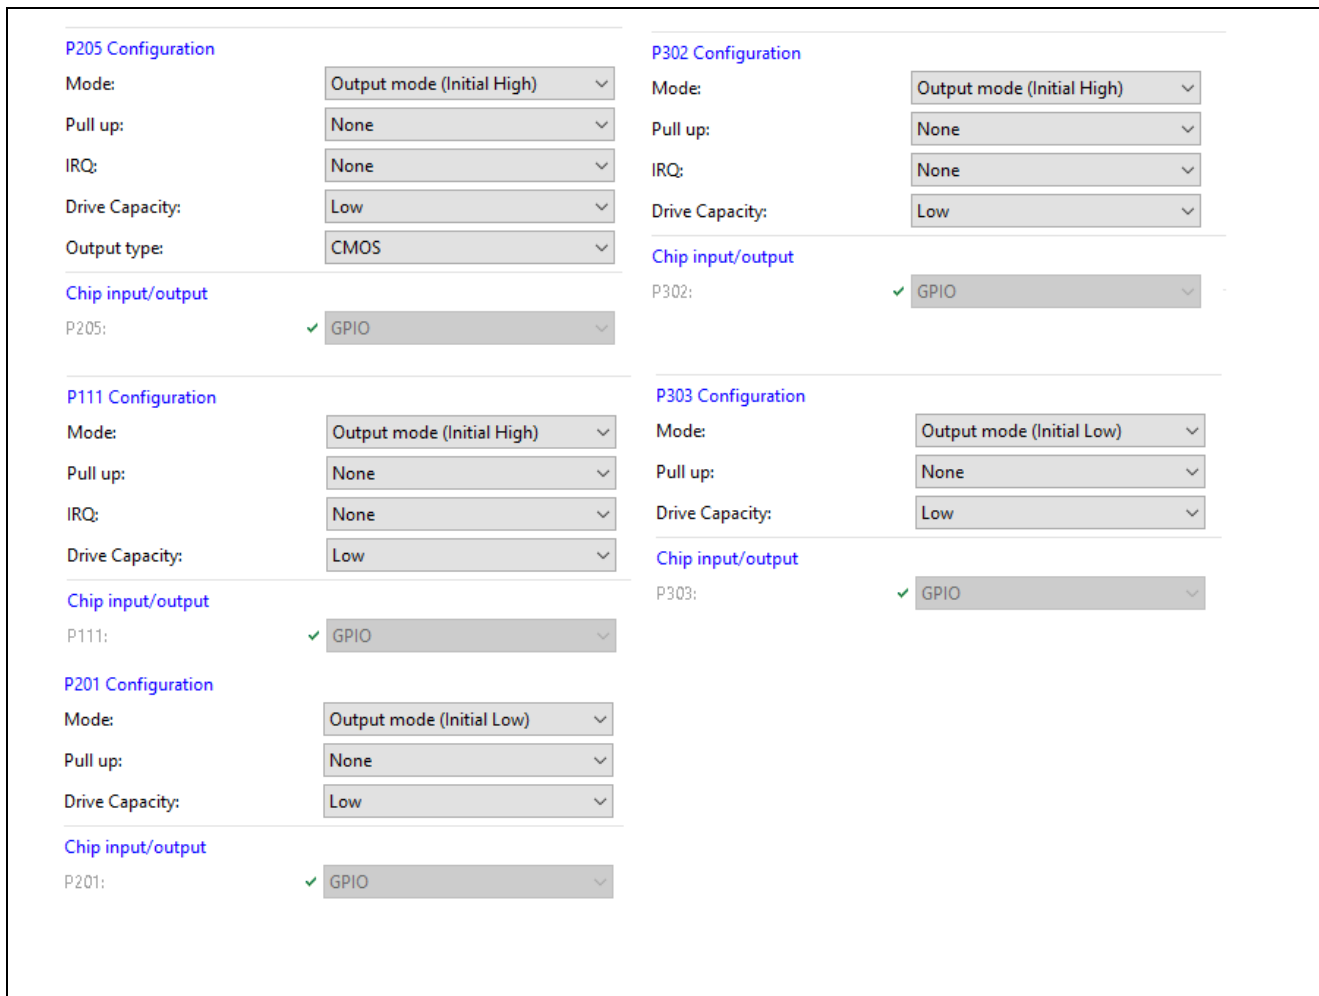 P205 Configuration
Mode: Output mode (Initial High)
Pull up: None
IRQ: None
Drive Capacity: Low
Output type: CMOS
Chip input/output
P205: GPIO
P302 Configuration
Mode: Output mode (Initial High)
Pull up: None
IRQ: None
Drive Capacity: Low
Chip input/output
P302: GPIO
P111 Configuration
Mode: Output mode (Initial High)
Pull up: None
IRQ: None
Drive Capacity: Low
Chip input/output
P111: GPIO
P303 Configuration
Mode: Output mode (Initial Low)
Pull up: None
Drive Capacity: Low
Chip input/output
P303: GPIO
P201 Configuration
Mode: Output mode (Initial Low)
Pull up: None
Drive Capacity: Low
Chip input/output
P201: GPIO